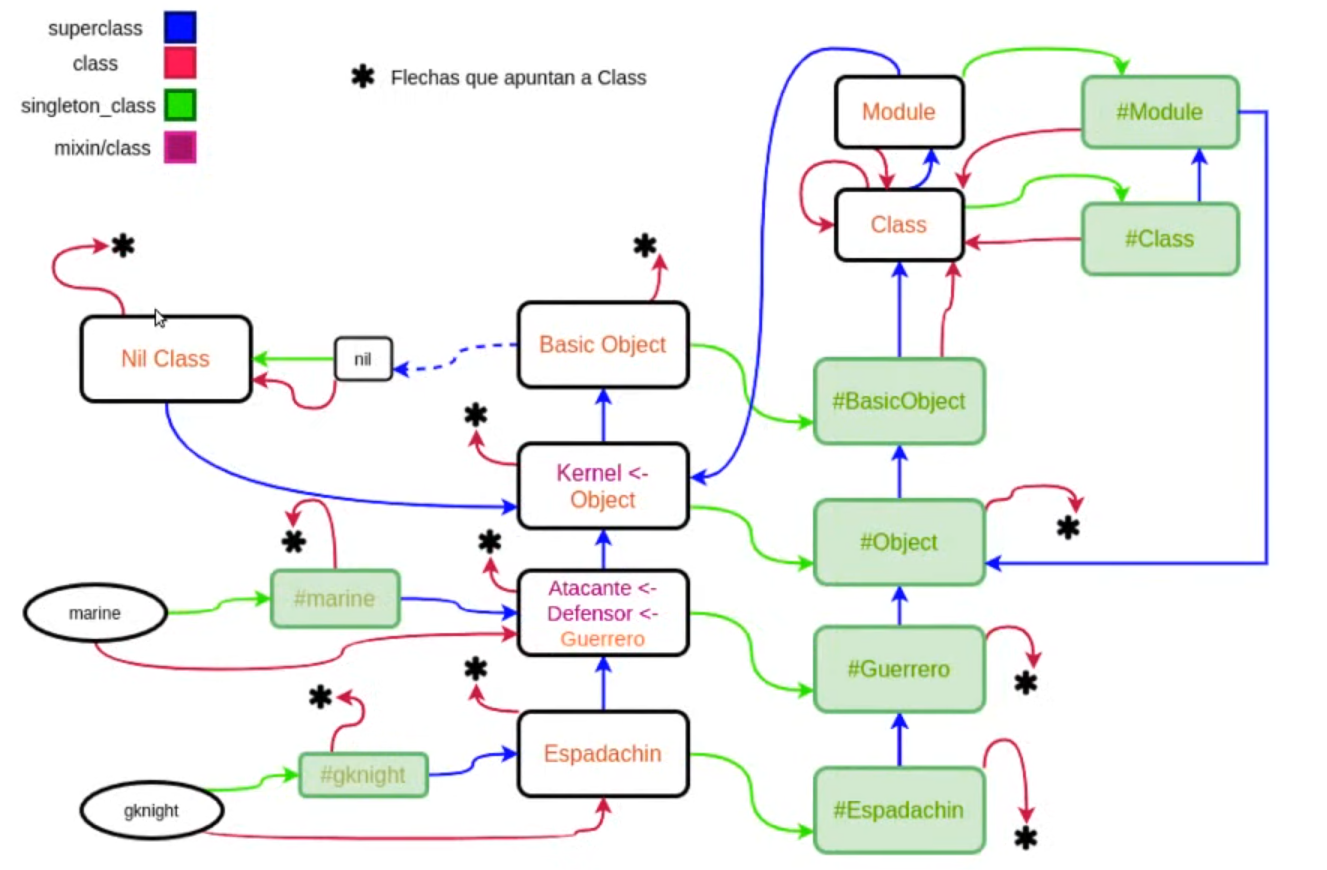 superclass
class
singleton_class
mixin/class
✱ Flechas que apuntan a Class
Module
#Module
Class
#Class
Nil Class
nil
Basic Object
#BasicObject
Kernel <-
Object
#Object
marine
#marine
Atacante <-
Defensor <-
Guerrero
#Guerrero
gknight
#gknight
Espadachin
#Espadachin